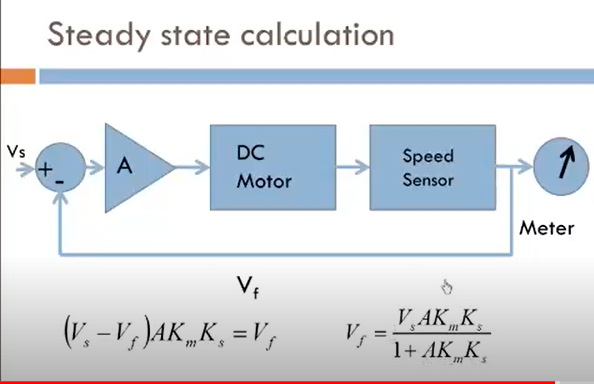 Steady state calculation
Vs
+
-
A
DC
Motor
Speed
Sensor
Meter
V_f
(V_s − V_f)AK_mK_s = V_f
V_f = \frac{V_sAK_mK_s}{1 + AK_mK_s}